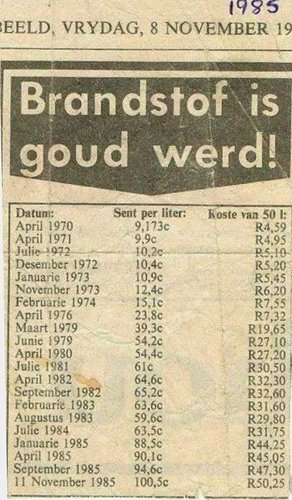 1985
BEELD, VRYDAG, 8 NOVEMBER 19
Brandstof is
goud werd!
Datum: Sent per liter: Koste van 50 l:
April 1970 9,173c R4,59
April 1971 9,9c R4,95
Julie 1972 10,2c R5,10
Desember 1972 10,4c R5,20
Januarie 1973 10,9c R5,45
November 1973 12,4c R6,20
Februarie 1974 15,1c R7,55
April 1976 23,8c R7,32
Maart 1979 39,3c R19,65
Junie 1979 54,2c R27,10
April 1980 54,4c R27,20
Julie 1981 61c R30,50
April 1982 64,6c R32,30
September 1982 65,2c R32,60
Februarie 1983 63,6c R31,60
Augustus 1983 59,6c R29,80
Julie 1984 63,5c R31,75
Januarie 1985 88,5c R44,25
April 1985 90,1c R45,05
September 1985 94,6c R47,30
11 November 1985 100,5c R50,25